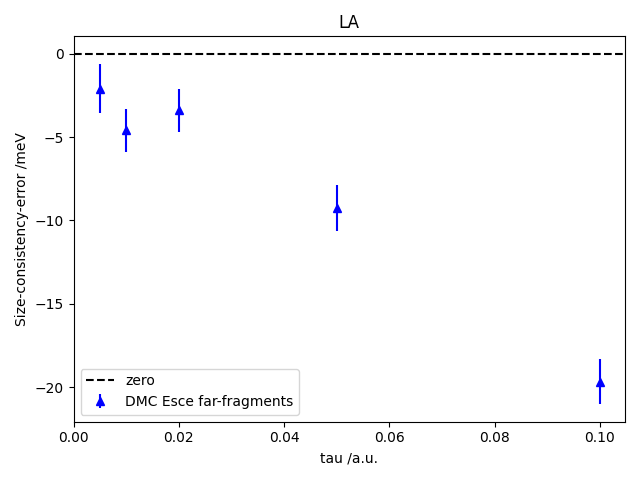 LA
0
−5
−10
−15
−20
Size-consistency-error /meV
zero
DMC Esce far-fragments
0.00 0.02 0.04 0.06 0.08 0.10
tau /a.u.